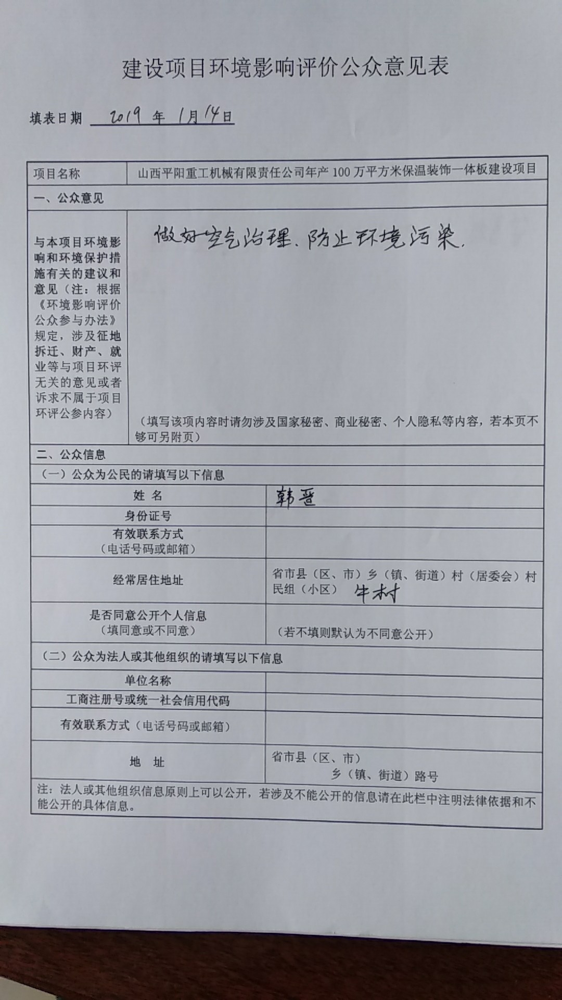 建设项目环境影响评价公众意见表
填表日期 2019 年 1月14日
项目名称 山西平阳重工机械有限责任公司年产 100 万平方米保温装饰一体板建设项目
一、公众意见
与本项目环境影
响和环境保护措
施有关的建议和
意见（注：根据
《环境影响评价
公众参与办法》
规定，涉及征地
拆迁、财产、就
业等与项目环评
无关的意见或者
诉求不属于项目
环评公参内容）
做好空气治理、防止环境污染.
（填写该项内容时请勿涉及国家秘密、商业秘密、个人隐私等内容，若本页不
够可另附页）
二、公众信息
（一）公众为公民的请填写以下信息
姓 名 韩晋
身份证号
有效联系方式
（电话号码或邮箱）
经常居住地址
省市县（区、市）乡（镇、街道）村（居委会）村
民组（小区） 牛村
是否同意公开个人信息
（填同意或不同意）
（若不填则默认为不同意公开）
（二）公众为法人或其他组织的请填写以下信息
单位名称
工商注册号或统一社会信用代码
有效联系方式（电话号码或邮箱）
地 址
省市县（区、市）
乡（镇、街道）路号
注：法人或其他组织信息原则上可以公开，若涉及不能公开的信息请在此栏中注明法律依据和不
能公开的具体信息。